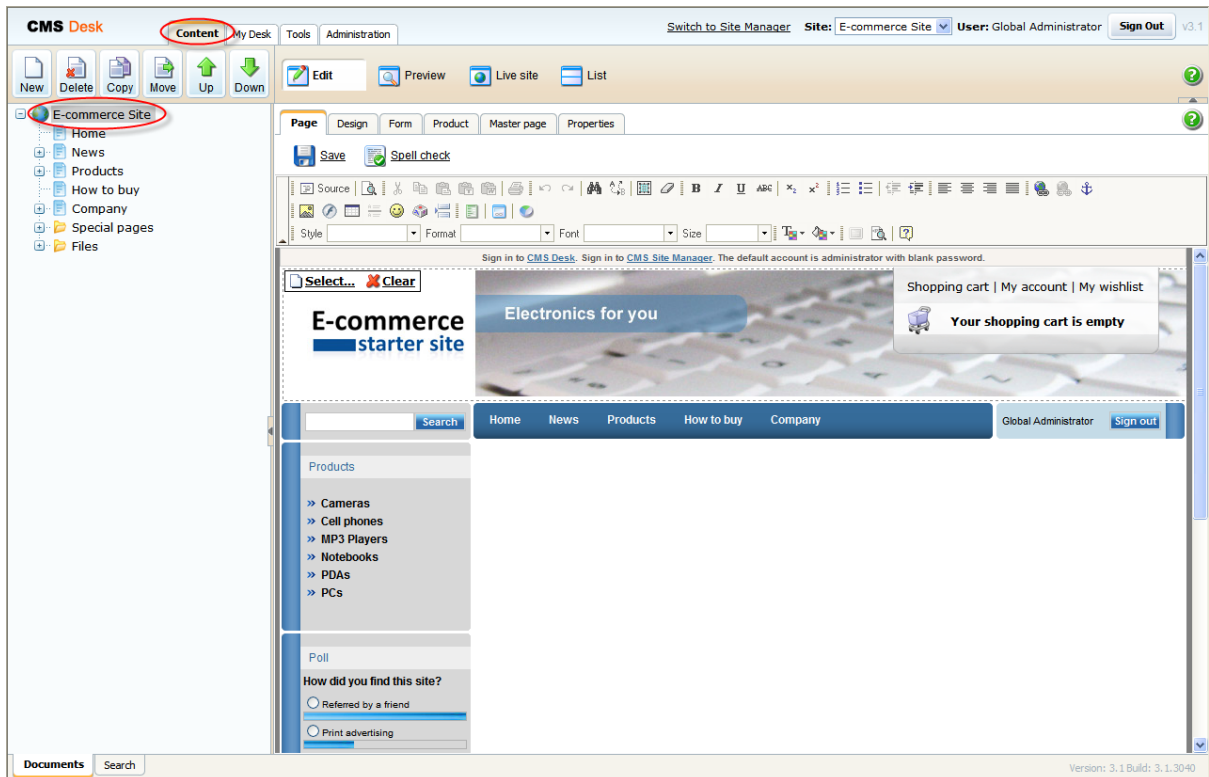 CMS Desk
Content My Desk Tools Administration
Switch to Site Manager Site: E-commerce Site User: Global Administrator Sign Out v3.1
New Delete Copy Move Up Down
Edit Preview Live site List
E-commerce Site
Home
News
Products
How to buy
Company
Special pages
Files
Page Design Form Product Master page Properties
Save Spell check
Source
B I U ABC x₂ x²
Style Format Font Size
Sign in to CMS Desk. Sign in to CMS Site Manager. The default account is administrator with blank password.
Select... Clear
E-commerce
starter site
Electronics for you
Shopping cart | My account | My wishlist
Your shopping cart is empty
Search
Home News Products How to buy Company
Global Administrator Sign out
Products
» Cameras
» Cell phones
» MP3 Players
» Notebooks
» PDAs
» PCs
Poll
How did you find this site?
Referred by a friend
Print advertising
Documents Search
Version: 3.1 Build: 3.1.3040